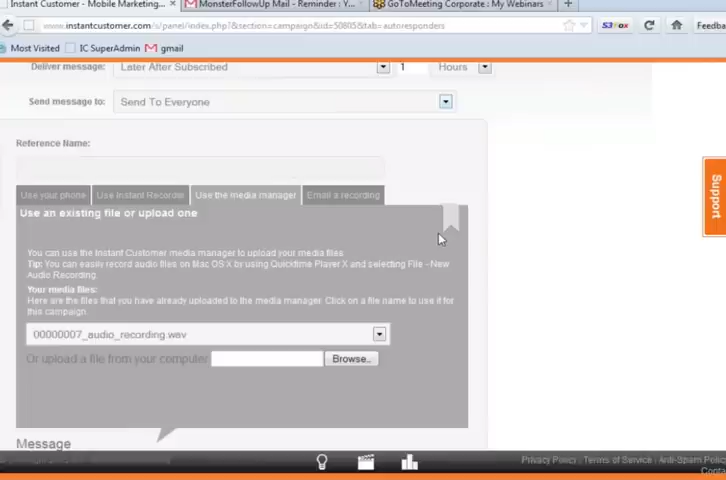 Instant Customer - Mobile Marketing... × MonsterFollowUp Mail - Reminder : Y... × GoToMeeting Corporate : My Webinars ×
www.instantcustomer.com/s/panel/index.php?&section=campaign&iid=50805&tab=autoresponders S3Fox Feedba
Most Visited IC SuperAdmin gmail
Deliver message: Later After Subscribed 1 Hours
Send message to: Send To Everyone
Reference Name:
Use your phone Use Instant Recorder Use the media manager Email a recording
Use an existing file or upload one
Support
You can use the Instant Customer media manager to upload your media files.
Tip: You can easily record audio files on Mac OS X by using Quicktime Player X and selecting File - New
Audio Recording.
Your media files:
Here are the files that you have already uploaded to the media manager. Click on a file name to use it for
this campaign.
00000007_audio_recording.wav
Or upload a file from your computer Browse..
Message
Privacy Policy : Terms of Service : Anti-Spam Policy
Conta